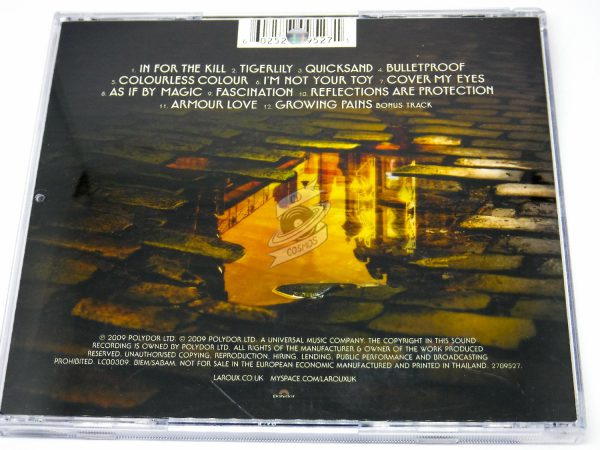 6 02527 09527
1. IN FOR THE KILL 2. TIGERLILY 3. QUICKSAND 4. BULLETPROOF
5. COLOURLESS COLOUR 6. I'M NOT YOUR TOY 7. COVER MY EYES
8. AS IF BY MAGIC 9. FASCINATION 10. REFLECTIONS ARE PROTECTION
11. ARMOUR LOVE 12. GROWING PAINS BONUS TRACK
CD
COSMOS
℗ 2009 POLYDOR LTD. © 2009 POLYDOR LTD. A UNIVERSAL MUSIC COMPANY. THE COPYRIGHT IN THIS SOUND
RECORDING IS OWNED BY POLYDOR LTD. ALL RIGHTS OF THE MANUFACTURER & OWNER OF THE WORK PRODUCED
RESERVED. UNAUTHORISED COPYING, REPRODUCTION, HIRING, LENDING, PUBLIC PERFORMANCE AND BROADCASTING
PROHIBITED. LC00309. BIEM/SABAM. NOT FOR SALE IN THE EUROPEAN ECONOMIC MANUFACTURED AND PRINTED IN THAILAND. 2709527.
LAROUX.CO.UK MYSPACE.COM/LAROUXUK
polydor